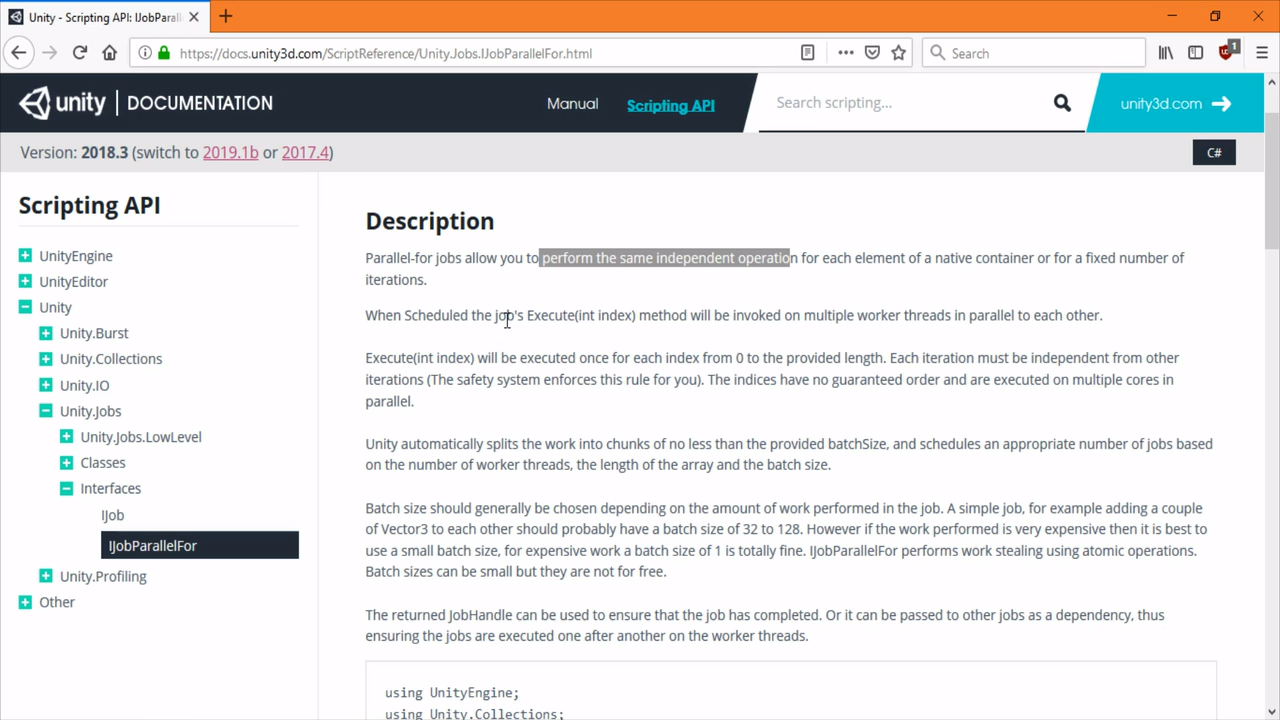 Unity - Scripting API: IJobParall
https://docs.unity3d.com/ScriptReference/Unity.Jobs.IJobParallelFor.html
Search
1
unity | DOCUMENTATION
Manual
Scripting API
Search scripting...
unity3d.com
Version: 2018.3 (switch to 2019.1b or 2017.4)
C#
Scripting API
UnityEngine
UnityEditor
Unity
Unity.Burst
Unity.Collections
Unity.IO
Unity.Jobs
Unity.Jobs.LowLevel
Classes
Interfaces
IJob
IJobParallelFor
Unity.Profiling
Other
Description
Parallel-for jobs allow you to perform the same independent operation for each element of a native container or for a fixed number of
iterations.
When Scheduled the job's Execute(int index) method will be invoked on multiple worker threads in parallel to each other.
Execute(int index) will be executed once for each index from 0 to the provided length. Each iteration must be independent from other
iterations (The safety system enforces this rule for you). The indices have no guaranteed order and are executed on multiple cores in
parallel.
Unity automatically splits the work into chunks of no less than the provided batchSize, and schedules an appropriate number of jobs based
on the number of worker threads, the length of the array and the batch size.
Batch size should generally be chosen depending on the amount of work performed in the job. A simple job, for example adding a couple
of Vector3 to each other should probably have a batch size of 32 to 128. However if the work performed is very expensive then it is best to
use a small batch size, for expensive work a batch size of 1 is totally fine. IJobParallelFor performs work stealing using atomic operations.
Batch sizes can be small but they are not for free.
The returned JobHandle can be used to ensure that the job has completed. Or it can be passed to other jobs as a dependency, thus
ensuring the jobs are executed one after another on the worker threads.
using UnityEngine;
using Unity.Collections;